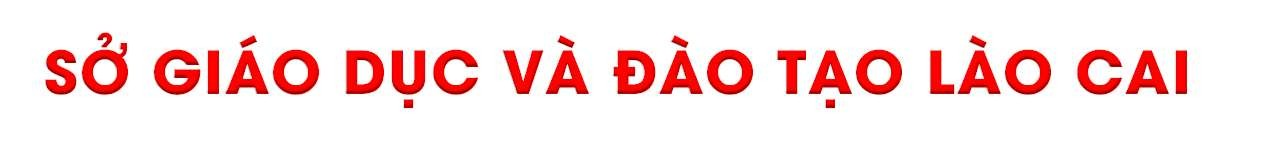 SỞ GIÁO DỤC VÀ ĐÀO TẠO LÀO CAI